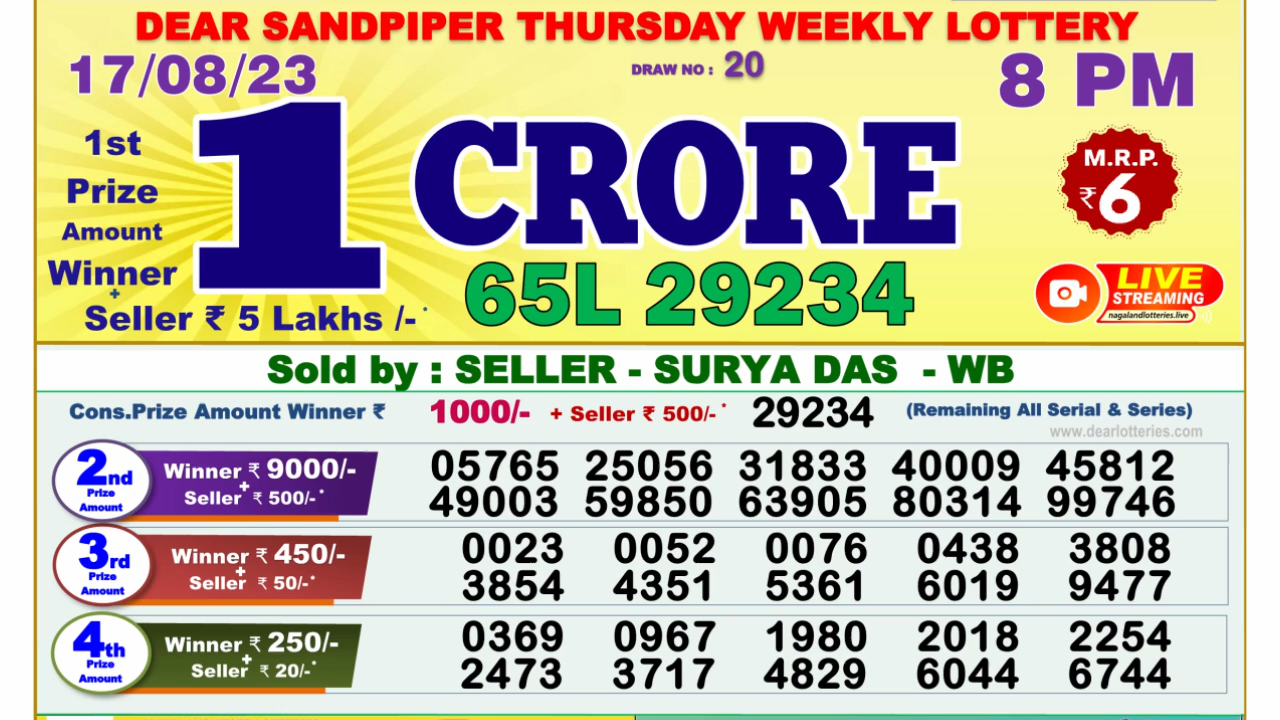 DEAR SANDPIPER THURSDAY WEEKLY LOTTERY
17/08/23
DRAW NO : 20
8 PM
1st
Prize
Amount
Winner
+
Seller ₹ 5 Lakhs /-*
1 CRORE
65L 29234
M.R.P.
₹6
LIVE
STREAMING
nagalandlotteries.live
Sold by : SELLER - SURYA DAS - WB
Cons.Prize Amount Winner ₹ 1000/- + Seller ₹ 500/-* 29234 (Remaining All Serial & Series)
www.dearlotteries.com
2nd
Prize
Amount
Winner ₹ 9000/-
+
Seller ₹ 500/-*
05765 25056 31833 40009 45812
49003 59850 63905 80314 99746
3rd
Prize
Amount
Winner ₹ 450/-
+
Seller ₹ 50/-*
0023 0052 0076 0438 3808
3854 4351 5361 6019 9477
4th
Prize
Amount
Winner ₹ 250/-
+
Seller ₹ 20/-*
0369 0967 1980 2018 2254
2473 3717 4829 6044 6744